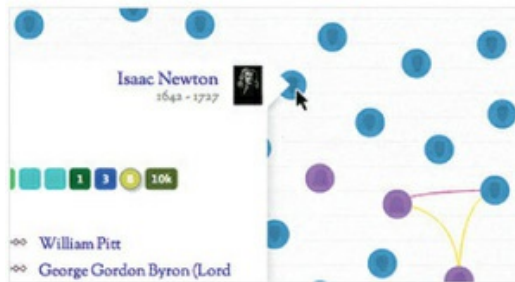 Isaac Newton
1642 - 1727
1 3 8 10k
William Pitt
George Gordon Byron (Lord